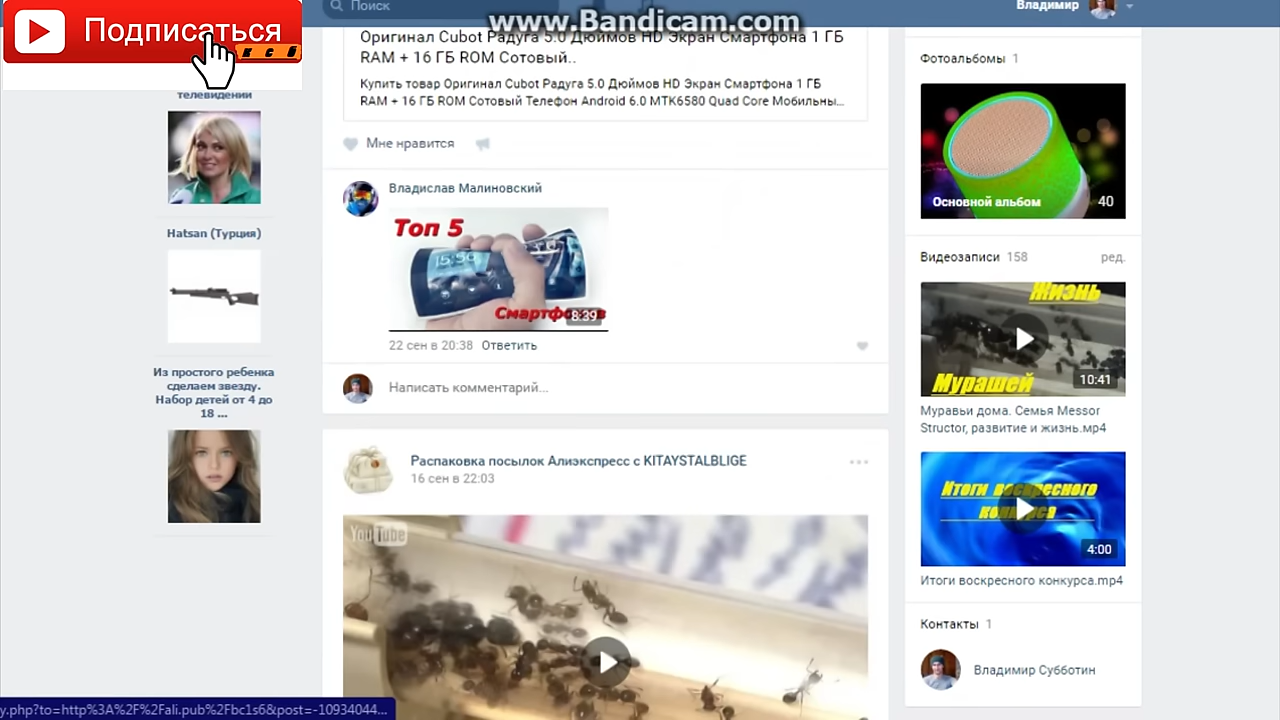 Подписаться
к с б
Поиск
www.Bandicam.com
Владимир
телевидении
Hatsan (Турция)
Из простого ребенка
сделаем звезду.
Набор детей от 4 до
18 ...
Оригинал Cubot Радуга 5.0 Дюймов HD Экран Смартфона 1 ГБ
RAM + 16 ГБ ROM Сотовый..
Купить товар Оригинал Cubot Радуга 5.0 Дюймов HD Экран Смартфона 1 ГБ
RAM + 16 ГБ ROM Сотовый Телефон Android 6.0 MTK6580 Quad Core Мобильны...
Мне нравится
Владислав Малиновский
Топ 5
15:50
Смартфонов
8:39
22 сен в 20:38 Ответить
Написать комментарий...
Распаковка посылок Алиэкспресс с KITAYSTALBLIGE
16 сен в 22:03
YouTube
Фотоальбомы 1
Основной альбом 40
Видеозаписи 158 ред.
Жизнь
Мурашей
10:41
Муравьи дома. Семья Messor
Structor, развитие и жизнь.mp4
Итоги воскресного
конкурса
4:00
Итоги воскресного конкурса.mp4
Контакты 1
Владимир Субботин
y.php?to=http%3A%2F%2Fali.pub%2Fbc1s6&post=-10934044...